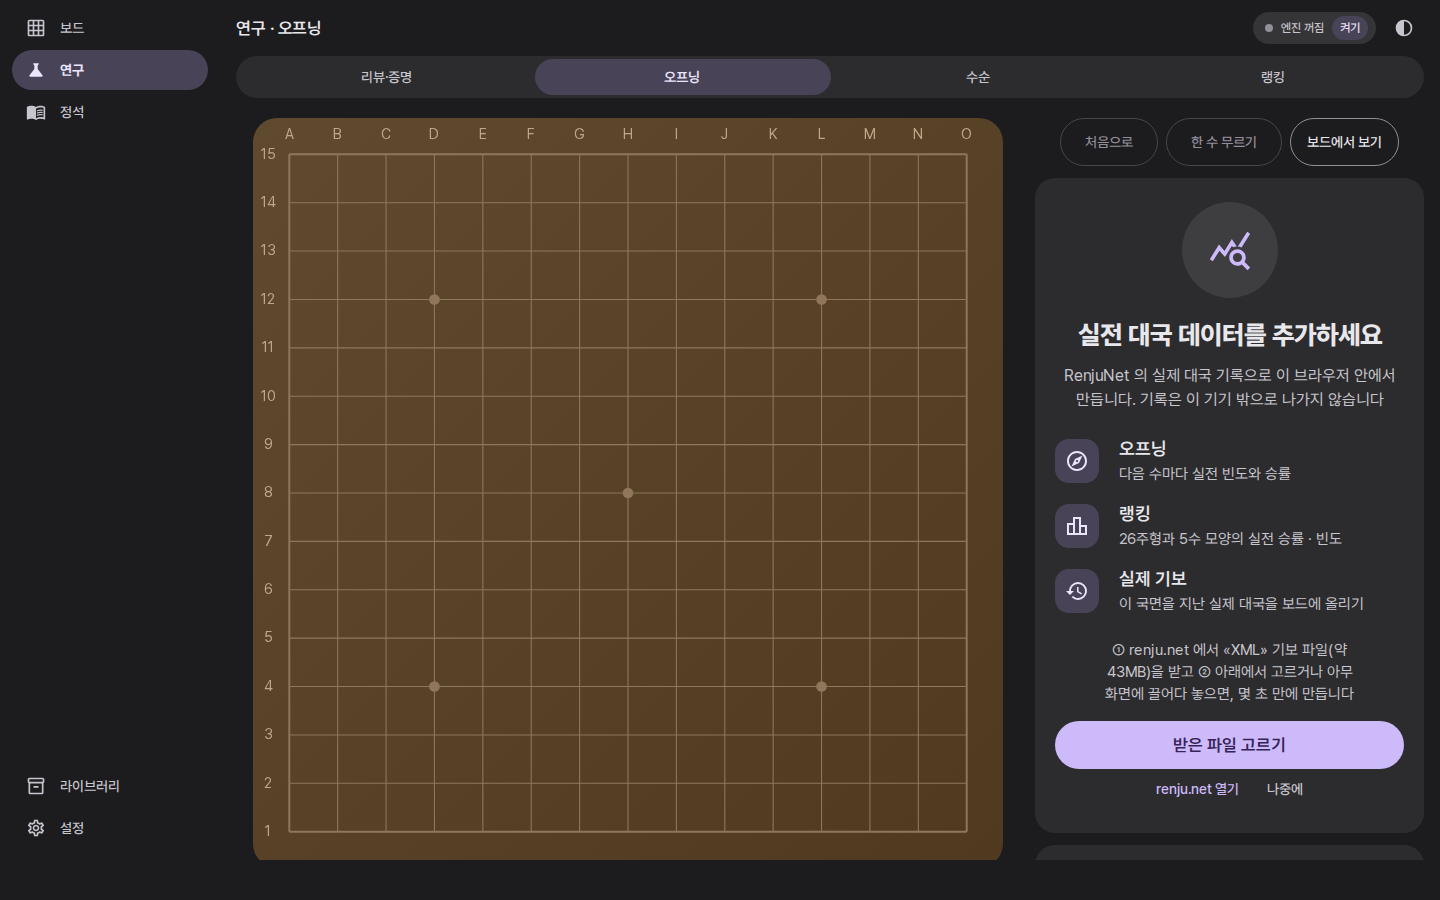 보드
연구
정석
라이브러리
설정
연구 · 오프닝
엔진 꺼짐 켜기
리뷰·증명 오프닝 수순 랭킹
A B C D E F G H I J K L M N O
15
14
13
12
11
10
9
8
7
6
5
4
3
2
1
처음으로 한 수 무르기 보드에서 보기
실전 대국 데이터를 추가하세요
RenjuNet 의 실제 대국 기록으로 이 브라우저 안에서
만듭니다. 기록은 이 기기 밖으로 나가지 않습니다
오프닝
다음 수마다 실전 빈도와 승률
랭킹
26주형과 5수 모양의 실전 승률 · 빈도
실제 기보
이 국면을 지난 실제 대국을 보드에 올리기
① renju.net 에서 «XML» 기보 파일(약
43MB)을 받고 ② 아래에서 고르거나 아무
화면에 끌어다 놓으면, 몇 초 만에 만듭니다
받은 파일 고르기
renju.net 열기 나중에